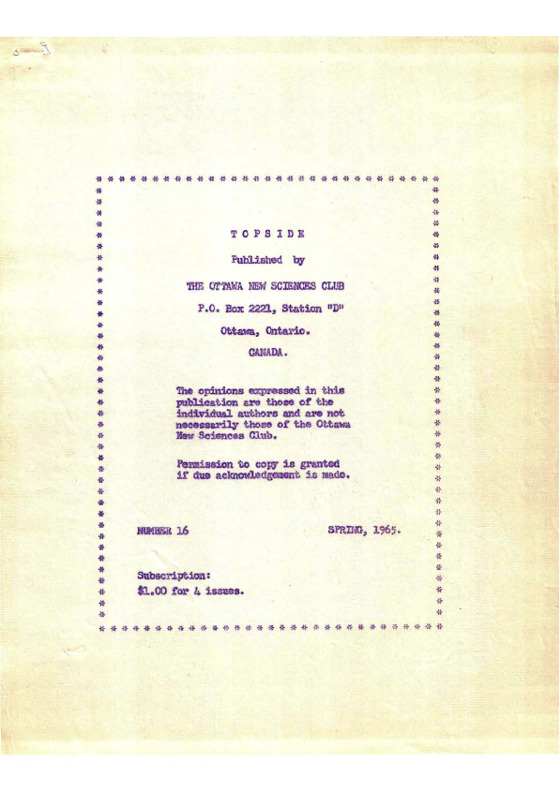 T O P S I D E
Published by
THE OTTAWA NEW SCIENCES CLUB
P.O. Box 2221, Station "D"
Ottawa, Ontario.
CANADA.
The opinions expressed in this
publication are those of the
individual authors and are not
necessarily those of the Ottawa
New Sciences Club.
Permission to copy is granted
if due acknowledgement is made.
NUMBER 16 SPRING, 1965.
Subscription:
$1.00 for 4 issues.